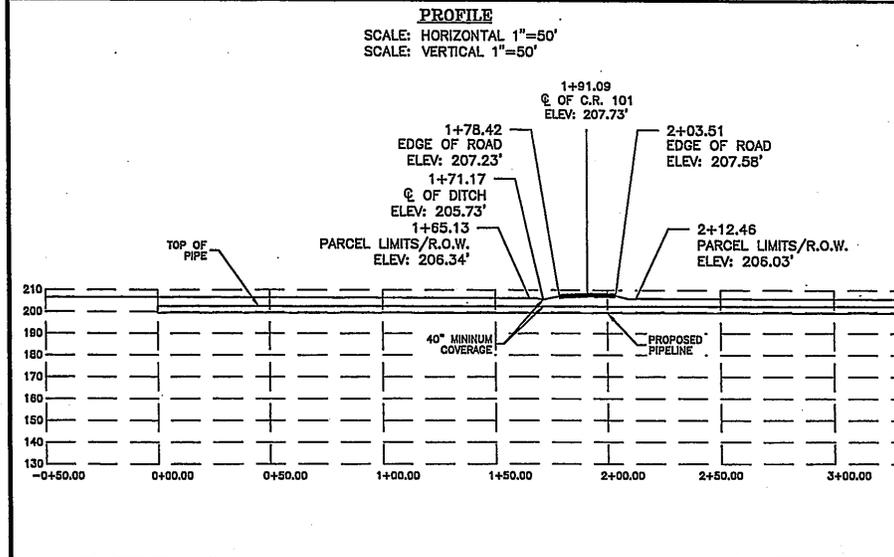 PROFILE
SCALE: HORIZONTAL 1"=50'
SCALE: VERTICAL 1"=50'
1+91.09
℄ OF C.R. 101
ELEV: 207.73'
1+78.42
EDGE OF ROAD
ELEV: 207.23'
2+03.51
EDGE OF ROAD
ELEV: 207.58'
1+71.17
℄ OF DITCH
ELEV: 205.73'
1+65.13
PARCEL LIMITS/R.O.W.
ELEV: 206.34'
2+12.46
PARCEL LIMITS/R.O.W.
ELEV: 206.03'
TOP OF
PIPE
40" MININUM
COVERAGE
PROPOSED
PIPELINE
210
200
190
180
170
160
150
140
130
-0+50.00
0+00.00
0+50.00
1+00.00
1+50.00
2+00.00
2+50.00
3+00.00